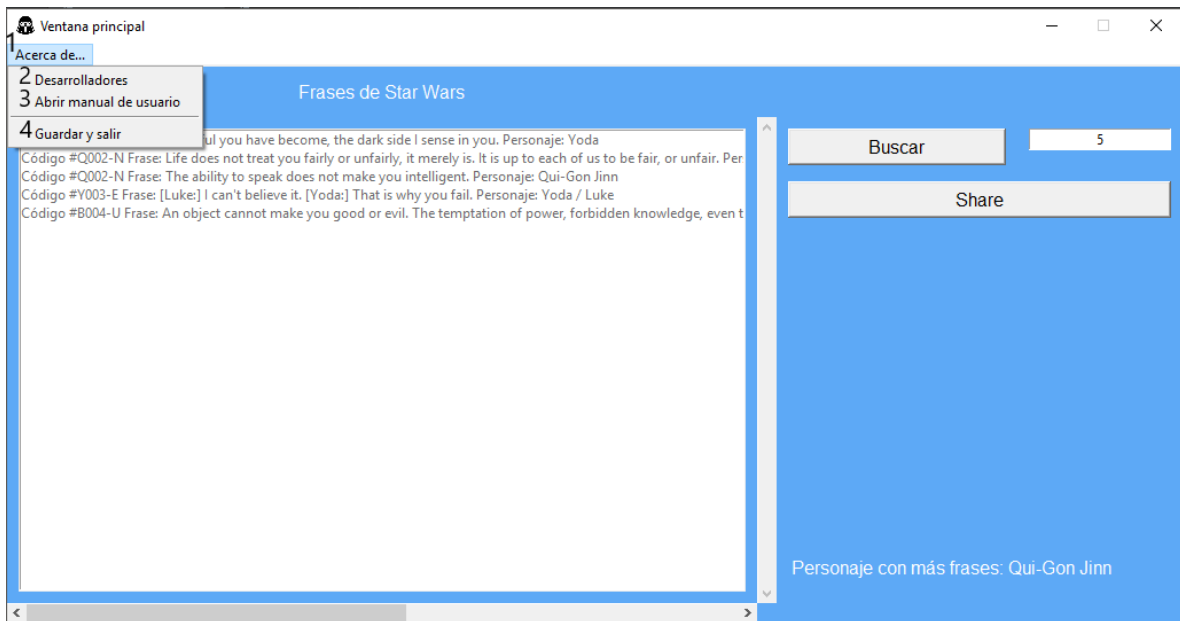 Ventana principal
1
Acerca de...
2 Desarrolladores
3 Abrir manual de usuario
4 Guardar y salir
Frases de Star Wars
you have become, the dark side I sense in you. Personaje: Yoda
Código #Q002-N Frase: Life does not treat you fairly or unfairly, it merely is. It is up to each of us to be fair, or unfair. Per
Código #Q002-N Frase: The ability to speak does not make you intelligent. Personaje: Qui-Gon Jinn
Código #Y003-E Frase: [Luke:] I can't believe it. [Yoda:] That is why you fail. Personaje: Yoda / Luke
Código #B004-U Frase: An object cannot make you good or evil. The temptation of power, forbidden knowledge, even t
Buscar
5
Share
Personaje con más frases: Qui-Gon Jinn